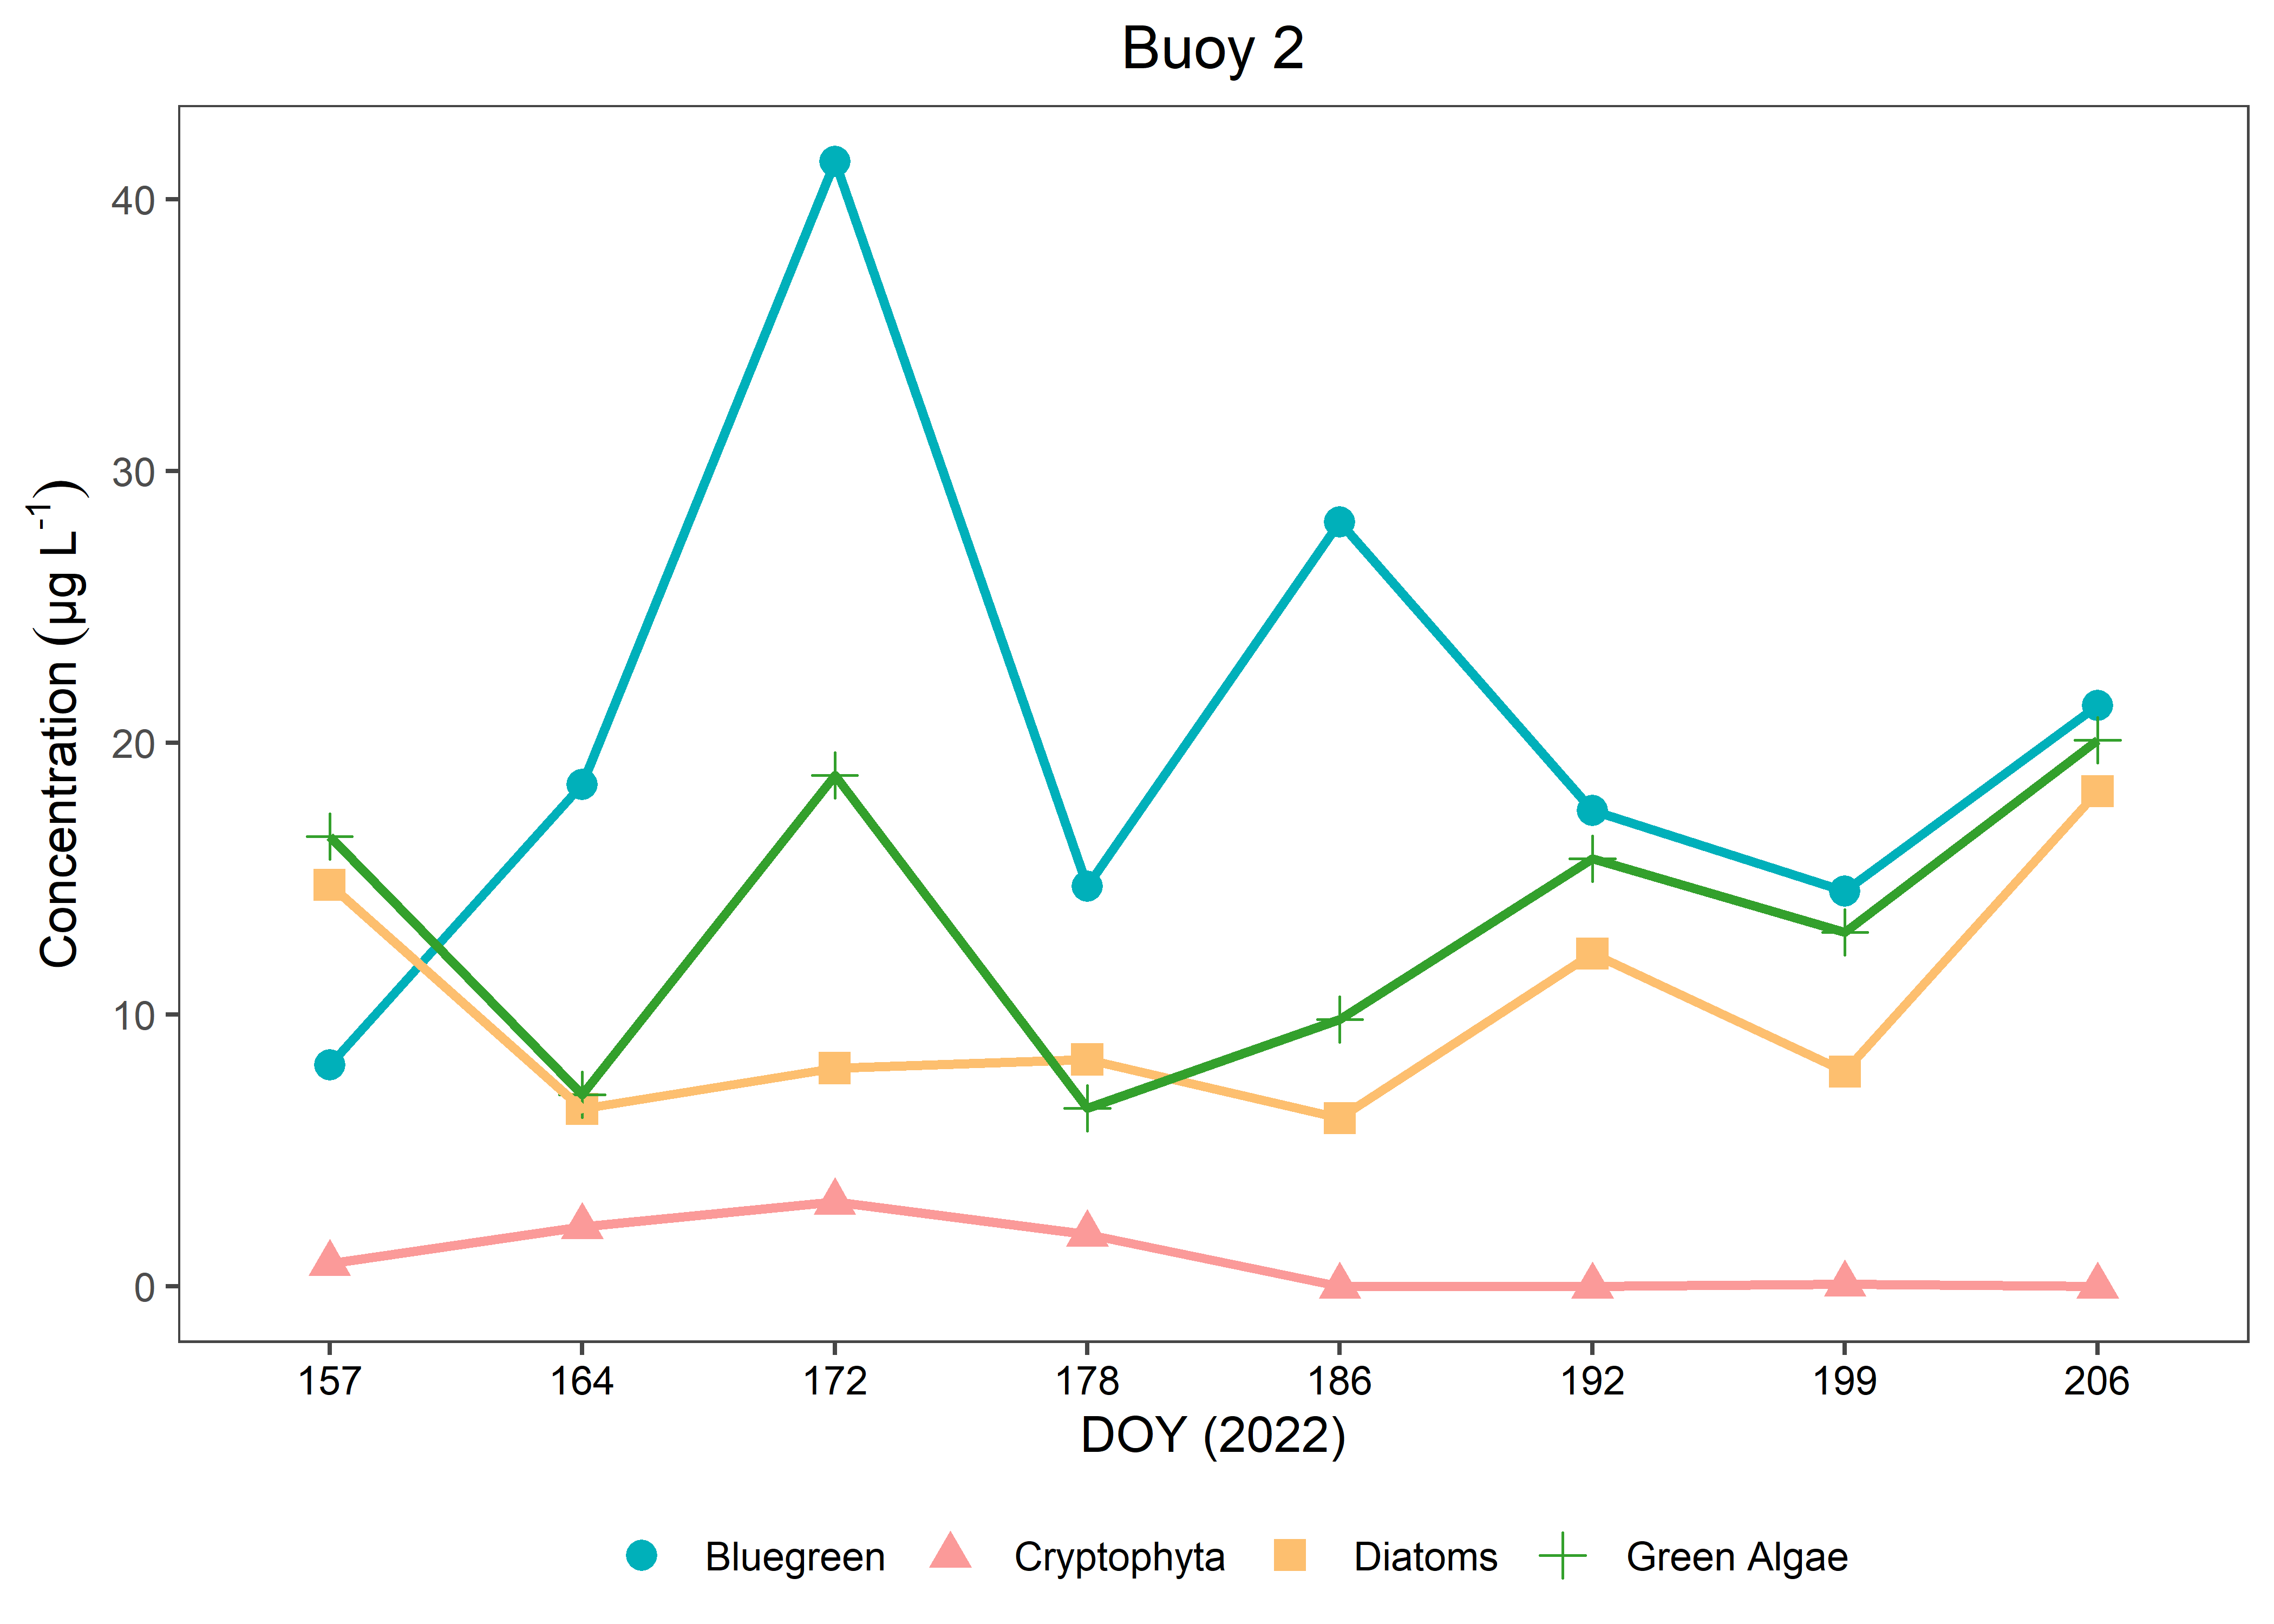 Buoy 2
Concentration (µg L⁻¹)
40
30
20
10
0
157 164 172 178 186 192 199 206
DOY (2022)
Bluegreen Cryptophyta Diatoms Green Algae